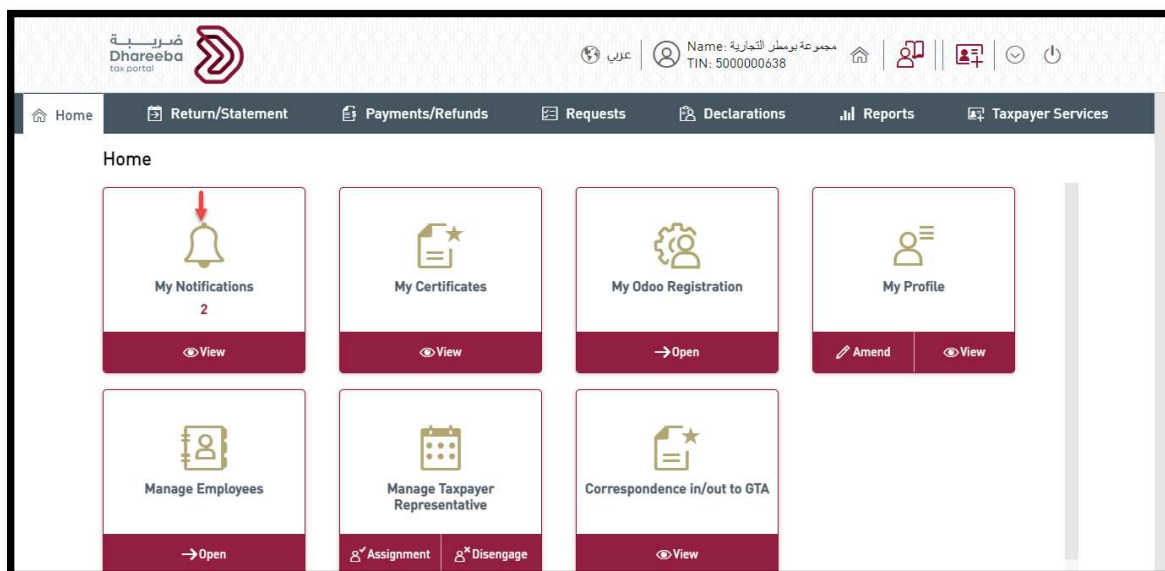 ضريبة
Dhareeba
tax portal
عربي
Name: مجموعة بومطر التجارية
TIN: 5000000638
Home
Return/Statement
Payments/Refunds
Requests
Declarations
Reports
Taxpayer Services
Home
My Notifications
2
View
My Certificates
View
My Odoo Registration
Open
My Profile
Amend
View
Manage Employees
Open
Manage Taxpayer
Representative
Assignment
Disengage
Correspondence in/out to GTA
View